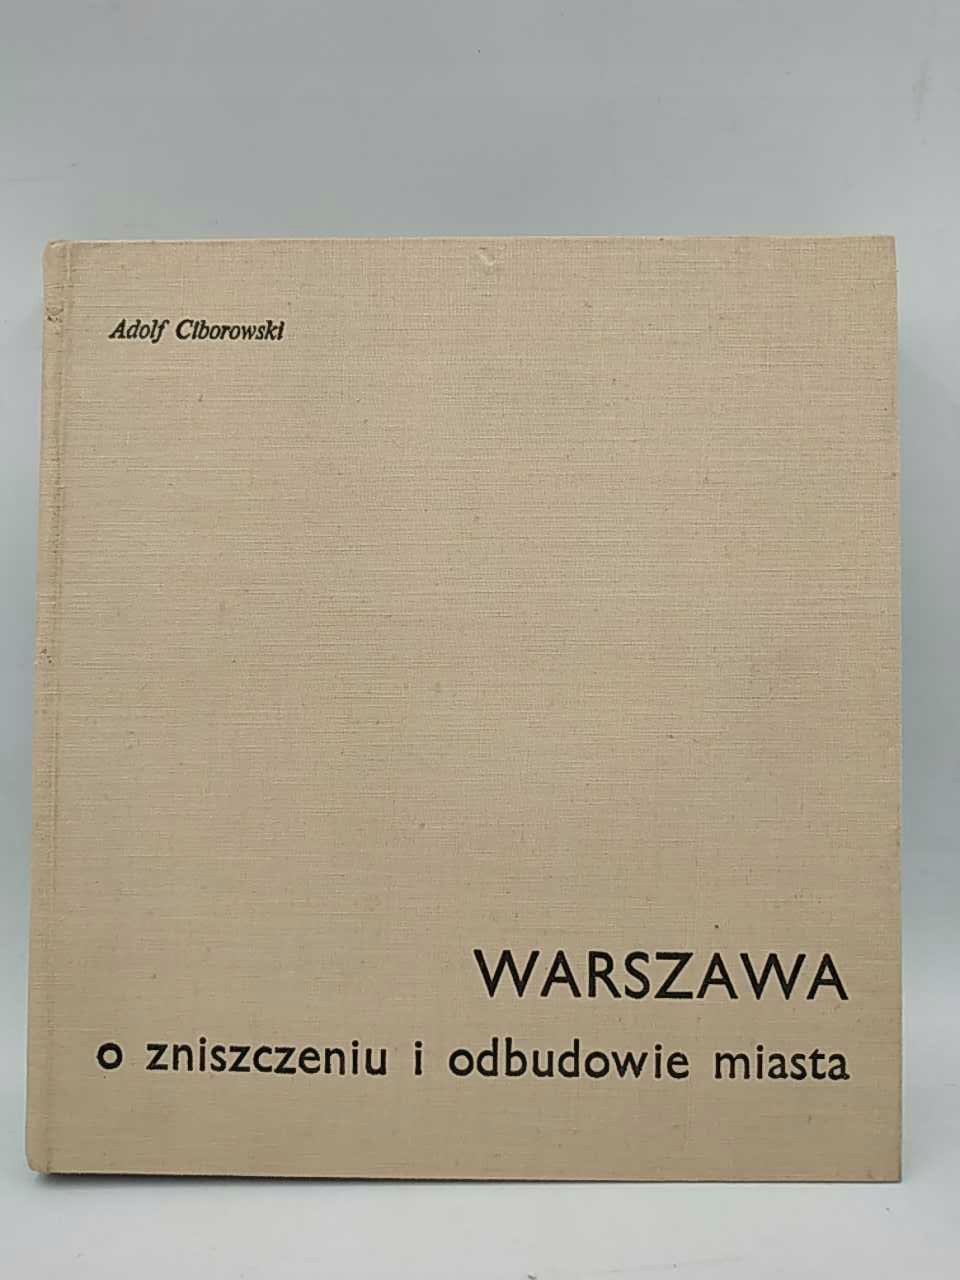 Adolf Ciborowski
WARSZAWA
o zniszczeniu i odbudowie miasta